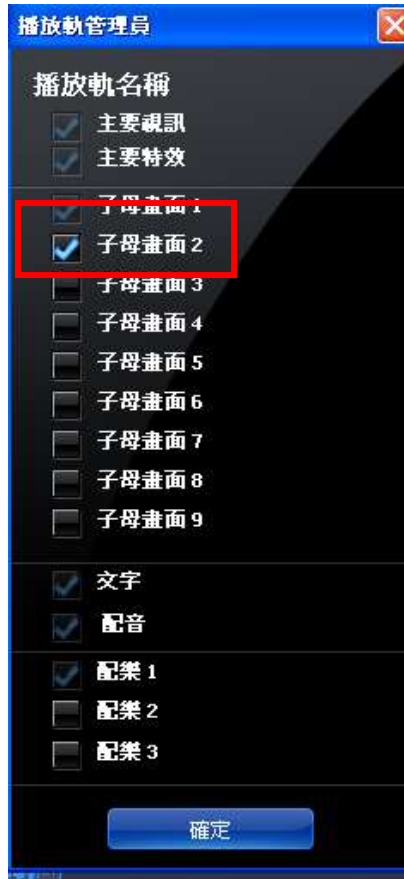 播放軌管理員
播放軌名稱
主要視訊
主要特效
子母畫面 1
子母畫面 2
子母畫面 3
子母畫面 4
子母畫面 5
子母畫面 6
子母畫面 7
子母畫面 8
子母畫面 9
文字
配音
配樂 1
配樂 2
配樂 3
確定